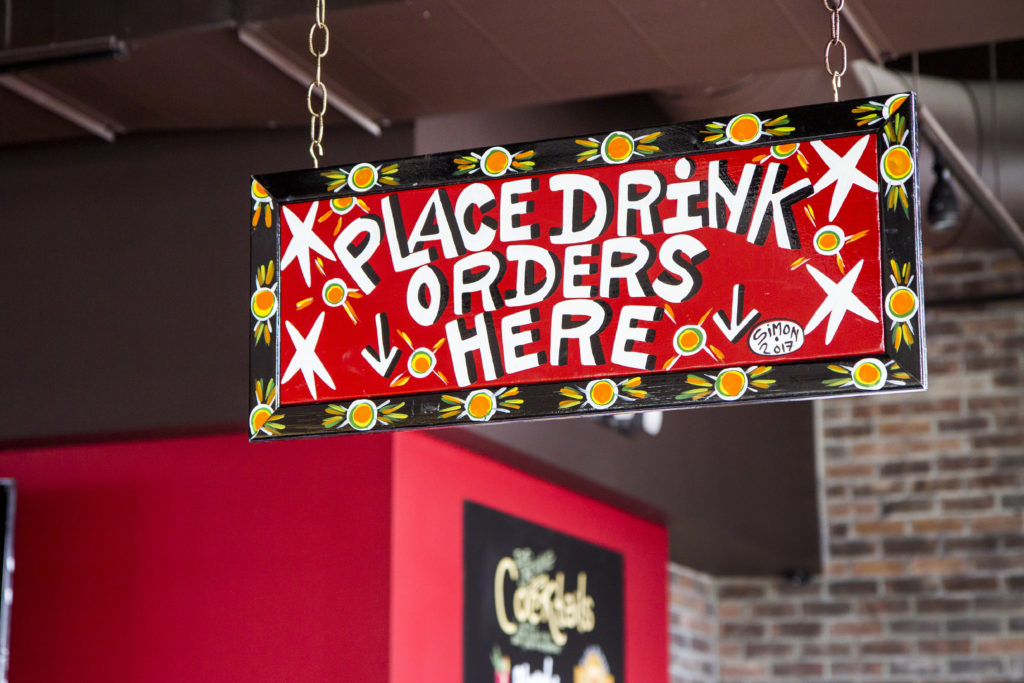 PLACE DRiNK
ORDERS
HERE
SiMON
2017
Cocktails